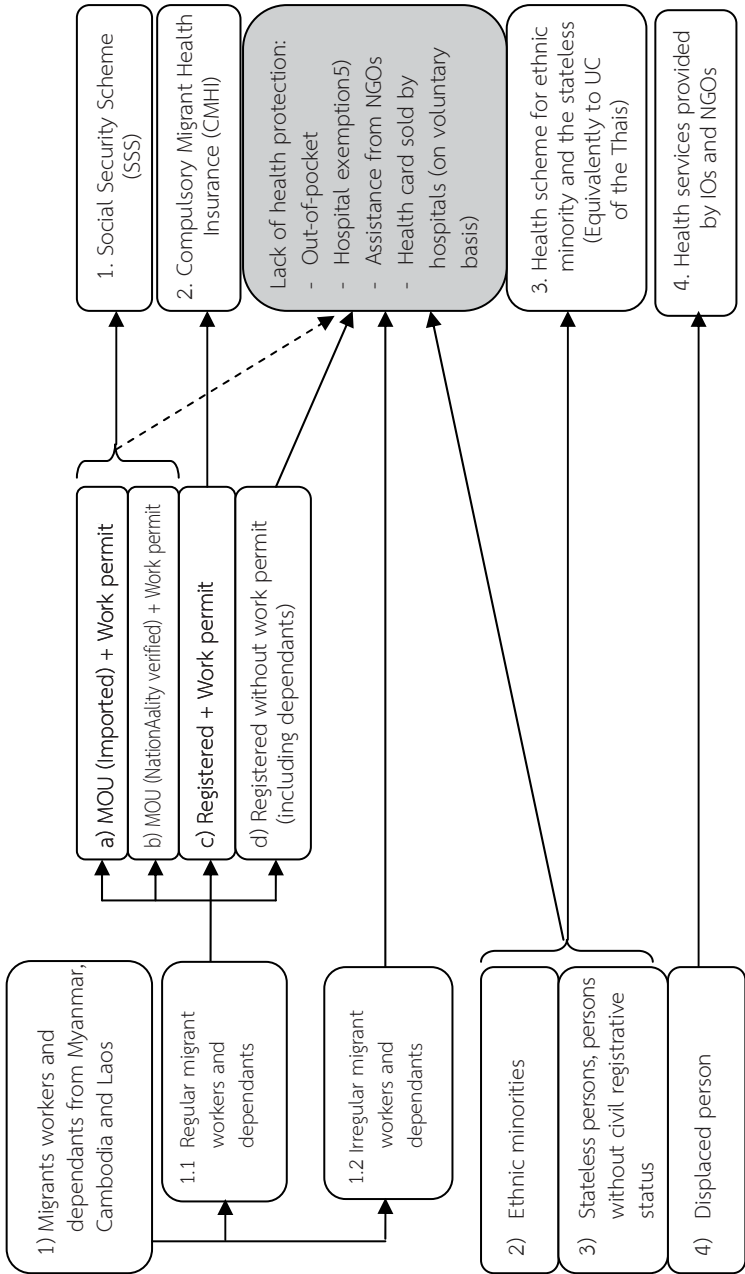 1) Migrants workers and
dependants from Myanmar,
Cambodia and Laos
1.1 Regular migrant
workers and
dependants
1.2 Irregular migrant
workers and
dependants
2) Ethnic minorities
3) Stateless persons, persons
without civil registrative
status
4) Displaced person
a) MOU (Imported) + Work permit
b) MOU (NationAality verified) + Work permit
c) Registered + Work permit
d) Registered without work permit
(including dependants)
1. Social Security Scheme
(SSS)
2. Compulsory Migrant Health
Insurance (CMHI)
Lack of health protection:
- Out-of-pocket
- Hospital exemption5)
- Assistance from NGOs
- Health card sold by
hospitals (on voluntary
basis)
3. Health scheme for ethnic
minority and the stateless
(Equivalently to UC
of the Thais)
4. Health services provided
by IOs and NGOs